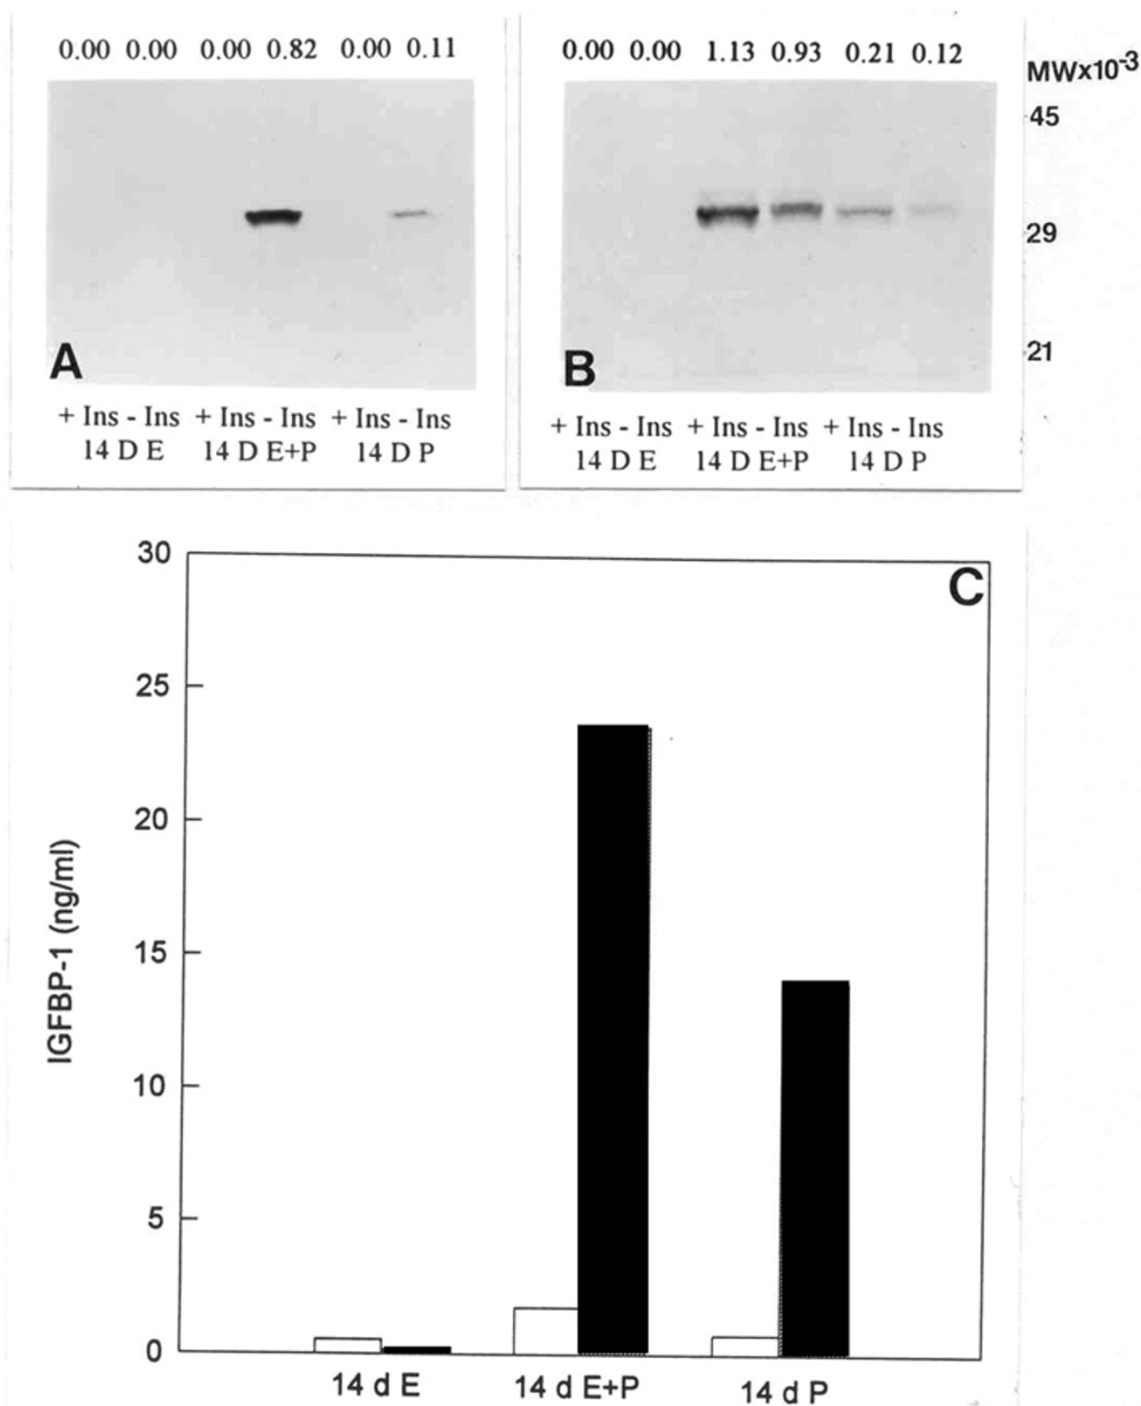 0.00 0.00 0.00 0.82 0.00 0.11
A
+ Ins - Ins + Ins - Ins + Ins - Ins
14 D E 14 D E+P 14 D P
0.00 0.00 1.13 0.93 0.21 0.12
MWx10-3
45
29
21
B
+ Ins - Ins + Ins - Ins + Ins - Ins
14 D E 14 D E+P 14 D P
C
IGFBP-1 (ng/ml)
30
25
20
15
10
5
0
14 d E 14 d E+P 14 d P